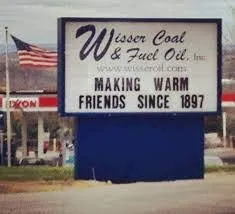 Wisser Coal
& Fuel Oil, Inc.
www.wisseroil.com
MAKING WARM
FRIENDS SINCE 1897